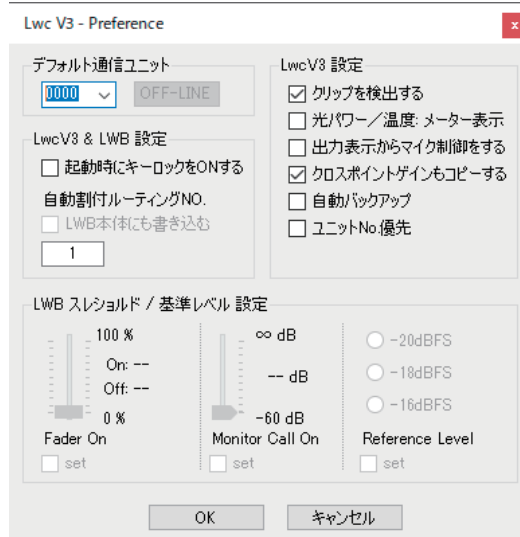 Lwc V3 - Preference
x
デフォルト通信ユニット
0000
OFF-LINE
LwcV3 & LWB 設定
起動時にキーロックをONする
自動割付ルーティングNO.
LWB本体にも書き込む
1
LwcV3 設定
クリップを検出する
光パワー／温度: メーター表示
出力表示からマイク制御をする
クロスポイントゲインもコピーする
自動バックアップ
ユニットNo.優先
LWB スレショルド / 基準レベル 設定
100 %
On: --
Off: --
0 %
Fader On
set
∞ dB
-- dB
-60 dB
Monitor Call On
set
-20dBFS
-18dBFS
-16dBFS
Reference Level
set
OK
キャンセル